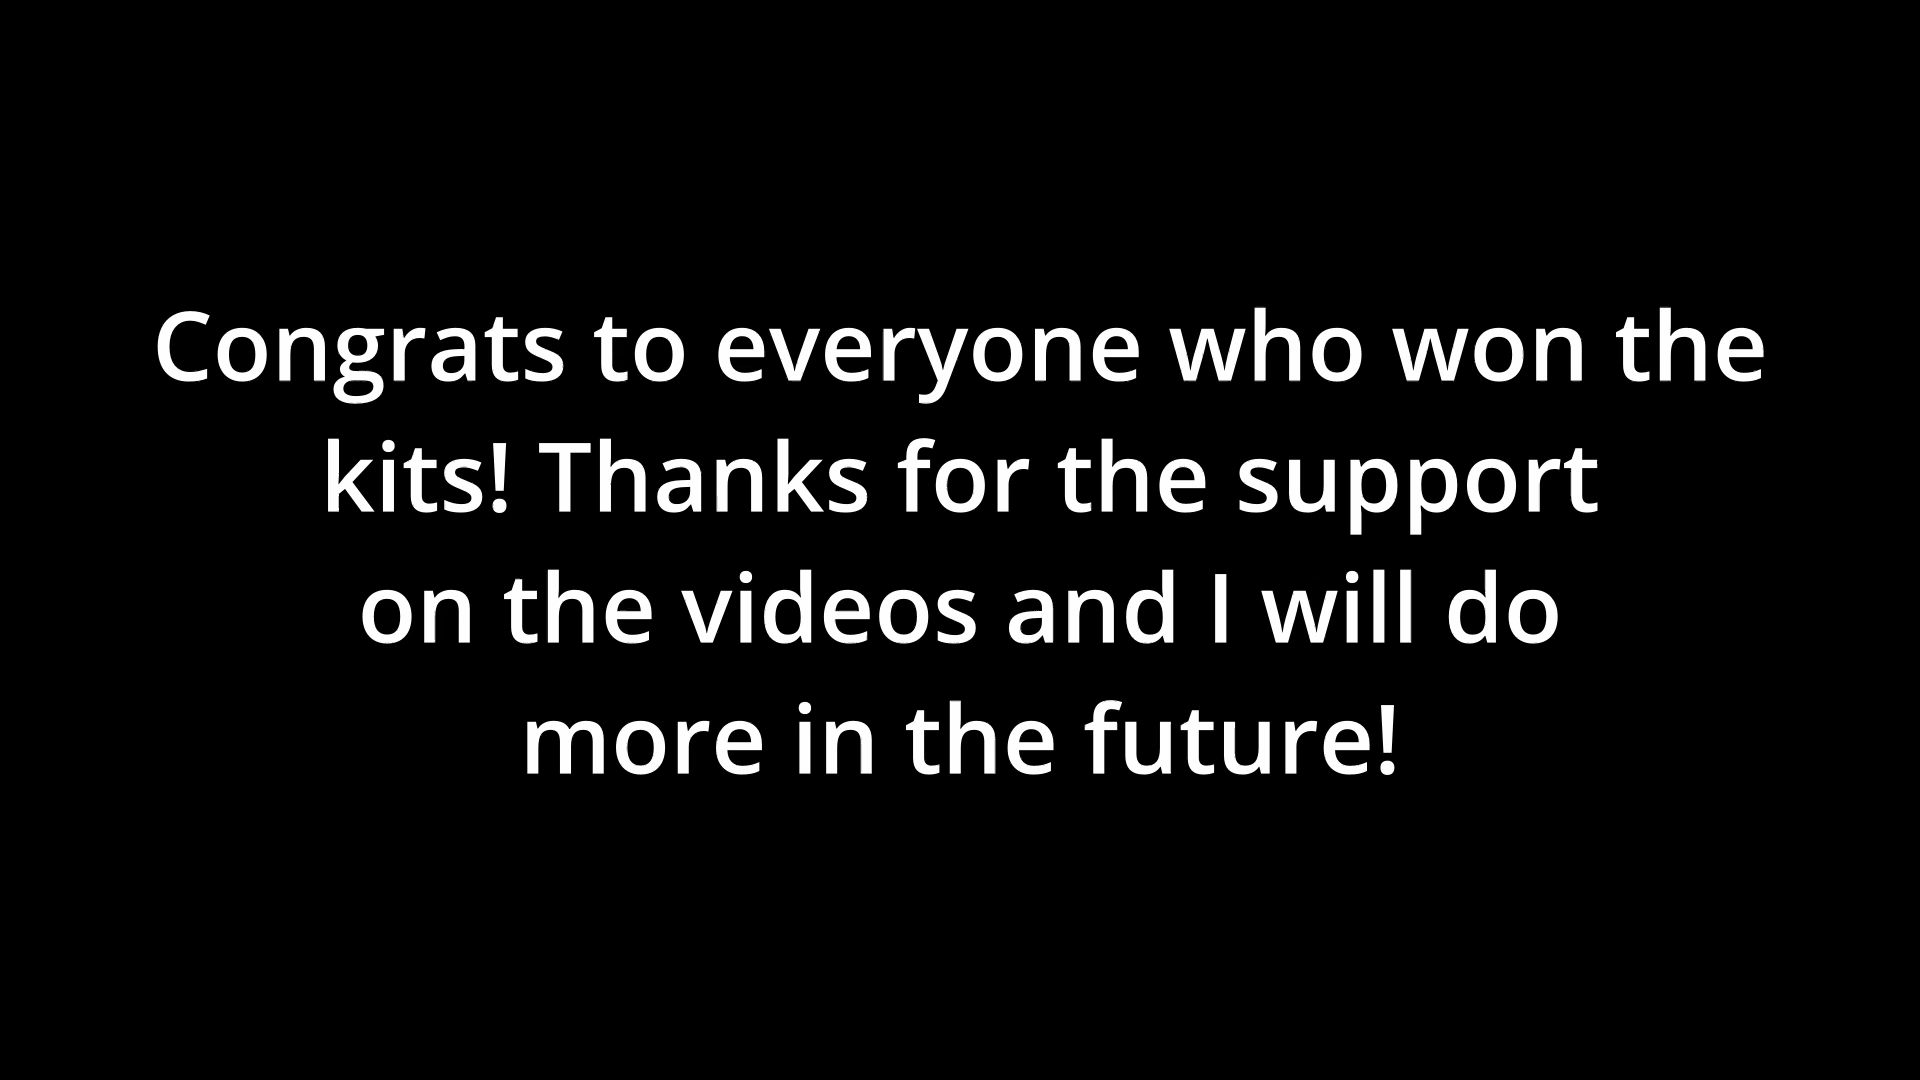 Congrats to everyone who won the
kits! Thanks for the support
on the videos and I will do
more in the future!